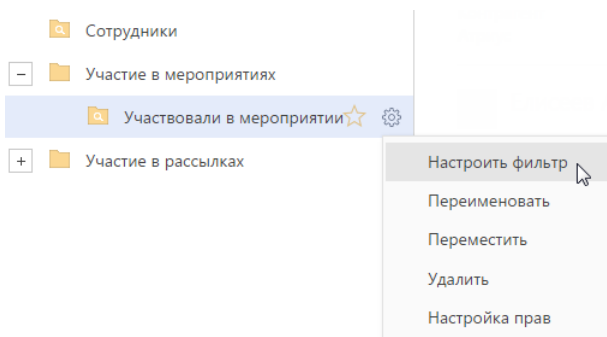 Сотрудники
Участие в мероприятиях
Участвовали в мероприятии
Участие в рассылках
Настроить фильтр
Переименовать
Переместить
Удалить
Настройка прав